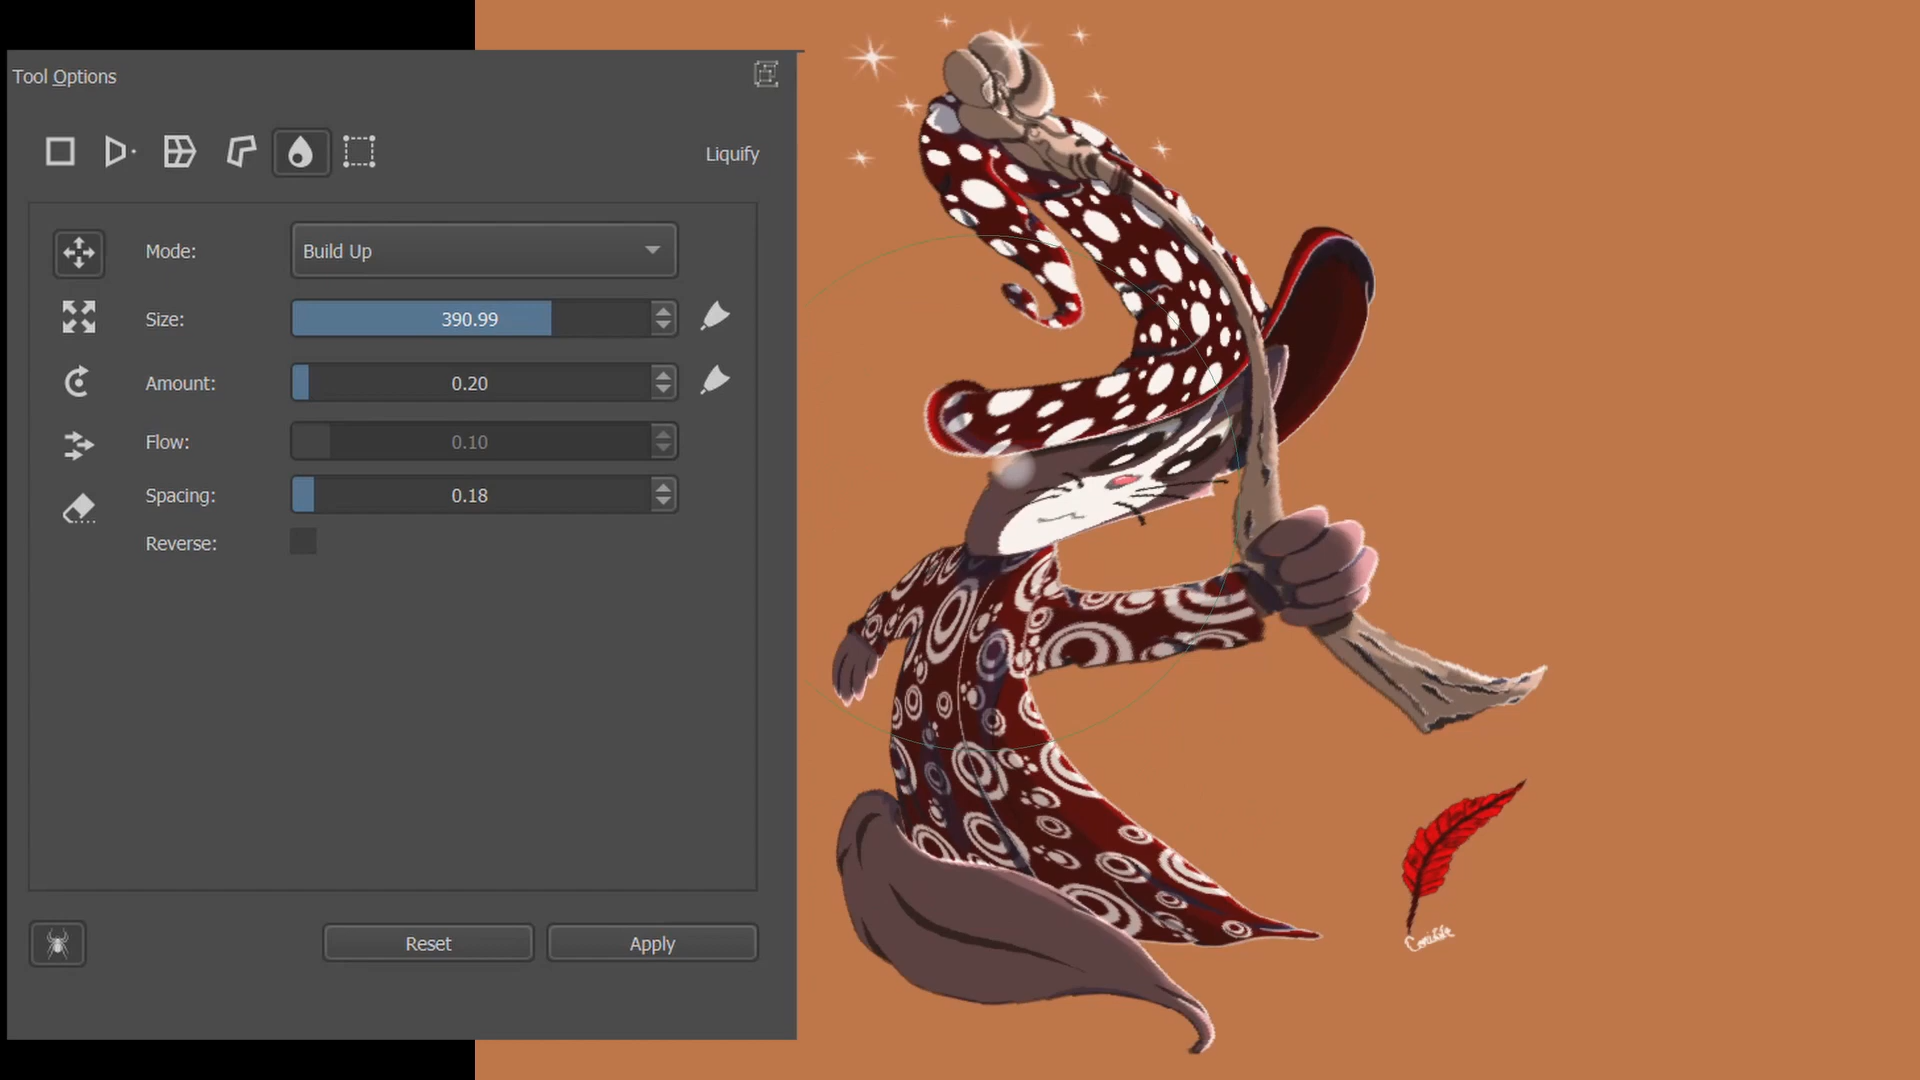 Tool Options
Liquify
Mode:
Build Up
Size:
390.99
Amount:
0.20
Flow:
0.10
Spacing:
0.18
Reverse:
Reset
Apply